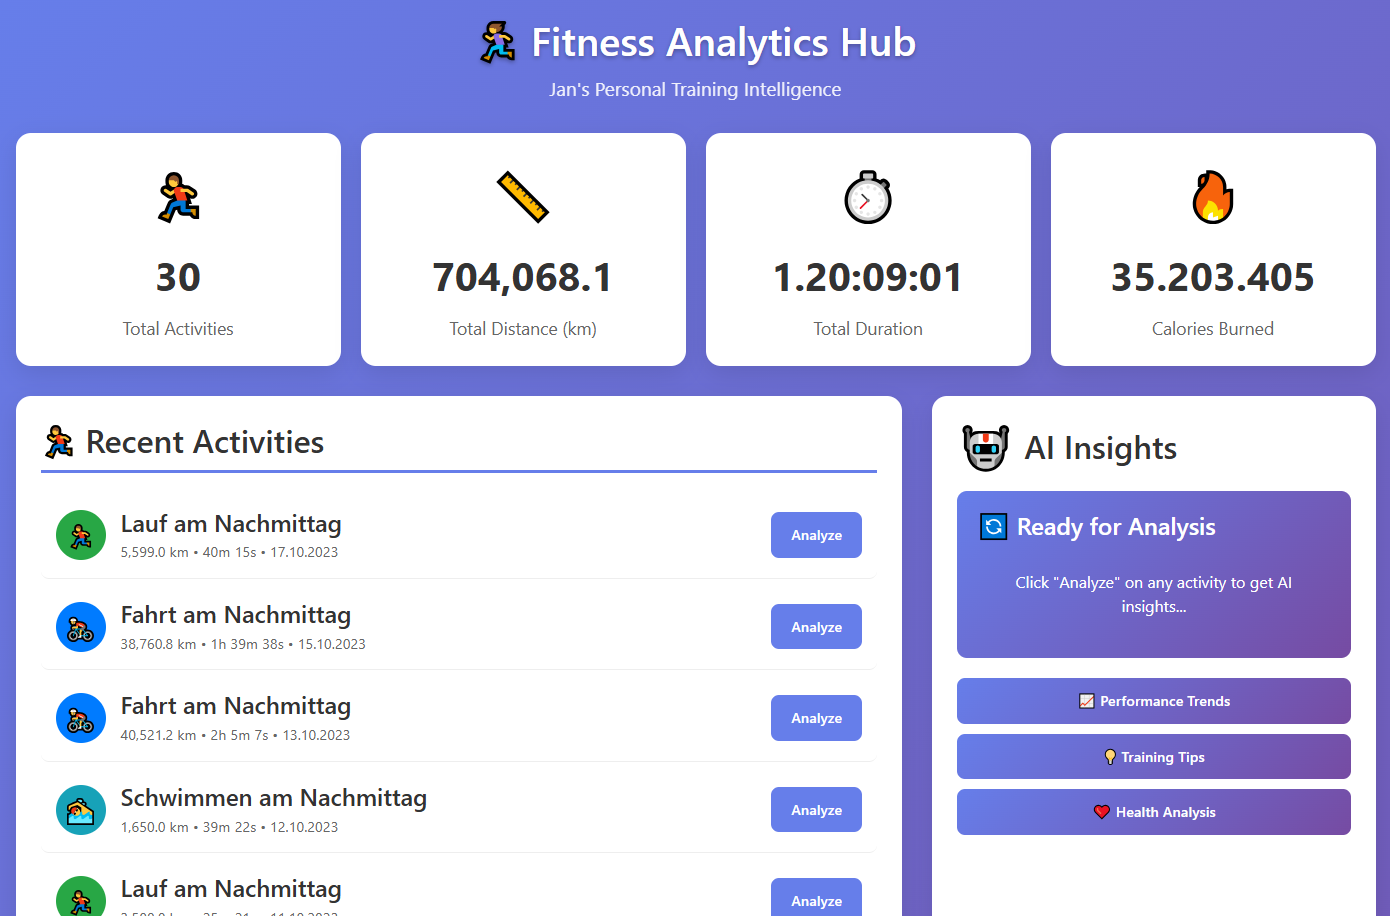 Fitness Analytics Hub
Jan's Personal Training Intelligence
30
Total Activities
704,068.1
Total Distance (km)
1.20:09:01
Total Duration
35.203.405
Calories Burned
Recent Activities
Lauf am Nachmittag
5,599.0 km • 40m 15s • 17.10.2023
Analyze
Fahrt am Nachmittag
38,760.8 km • 1h 39m 38s • 15.10.2023
Analyze
Fahrt am Nachmittag
40,521.2 km • 2h 5m 7s • 13.10.2023
Analyze
Schwimmen am Nachmittag
1,650.0 km • 39m 22s • 12.10.2023
Analyze
Lauf am Nachmittag
Analyze
AI Insights
Ready for Analysis
Click "Analyze" on any activity to get AI
insights...
Performance Trends
Training Tips
Health Analysis